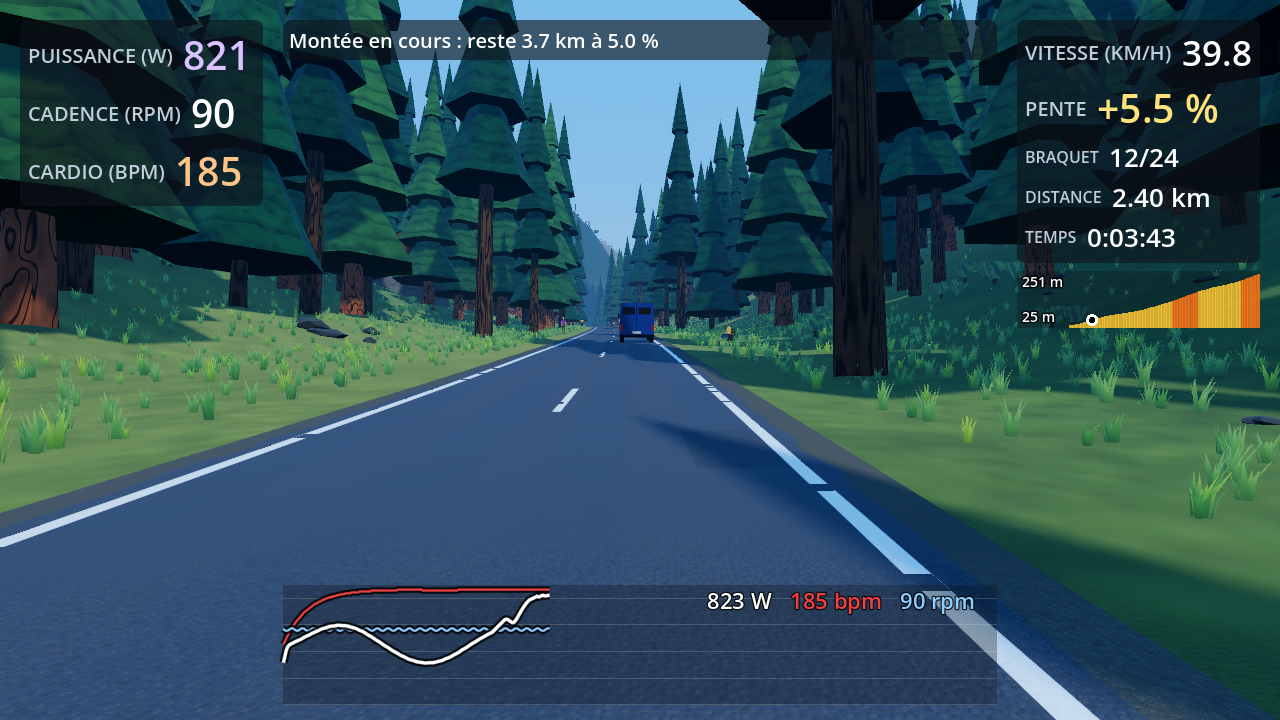 PUISSANCE (W) 821
CADENCE (RPM) 90
CARDIO (BPM) 185
Montée en cours : reste 3.7 km à 5.0 %
VITESSE (KM/H) 39.8
PENTE +5.5 %
BRAQUET 12/24
DISTANCE 2.40 km
TEMPS 0:03:43
251 m
25 m
823 W 185 bpm 90 rpm